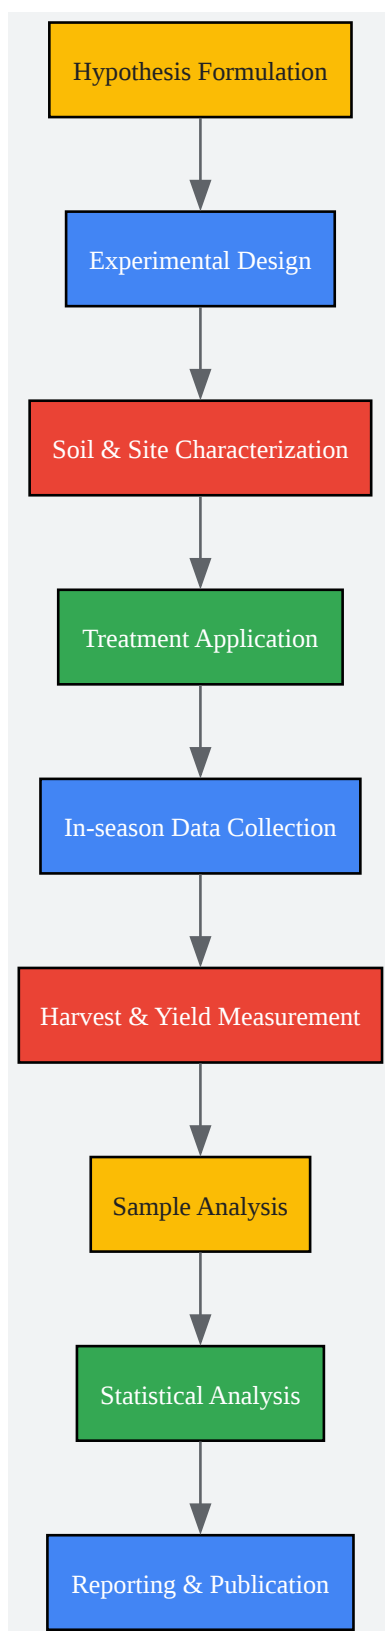 Hypothesis Formulation
Experimental Design
Soil & Site Characterization
Treatment Application
In-season Data Collection
Harvest & Yield Measurement
Sample Analysis
Statistical Analysis
Reporting & Publication